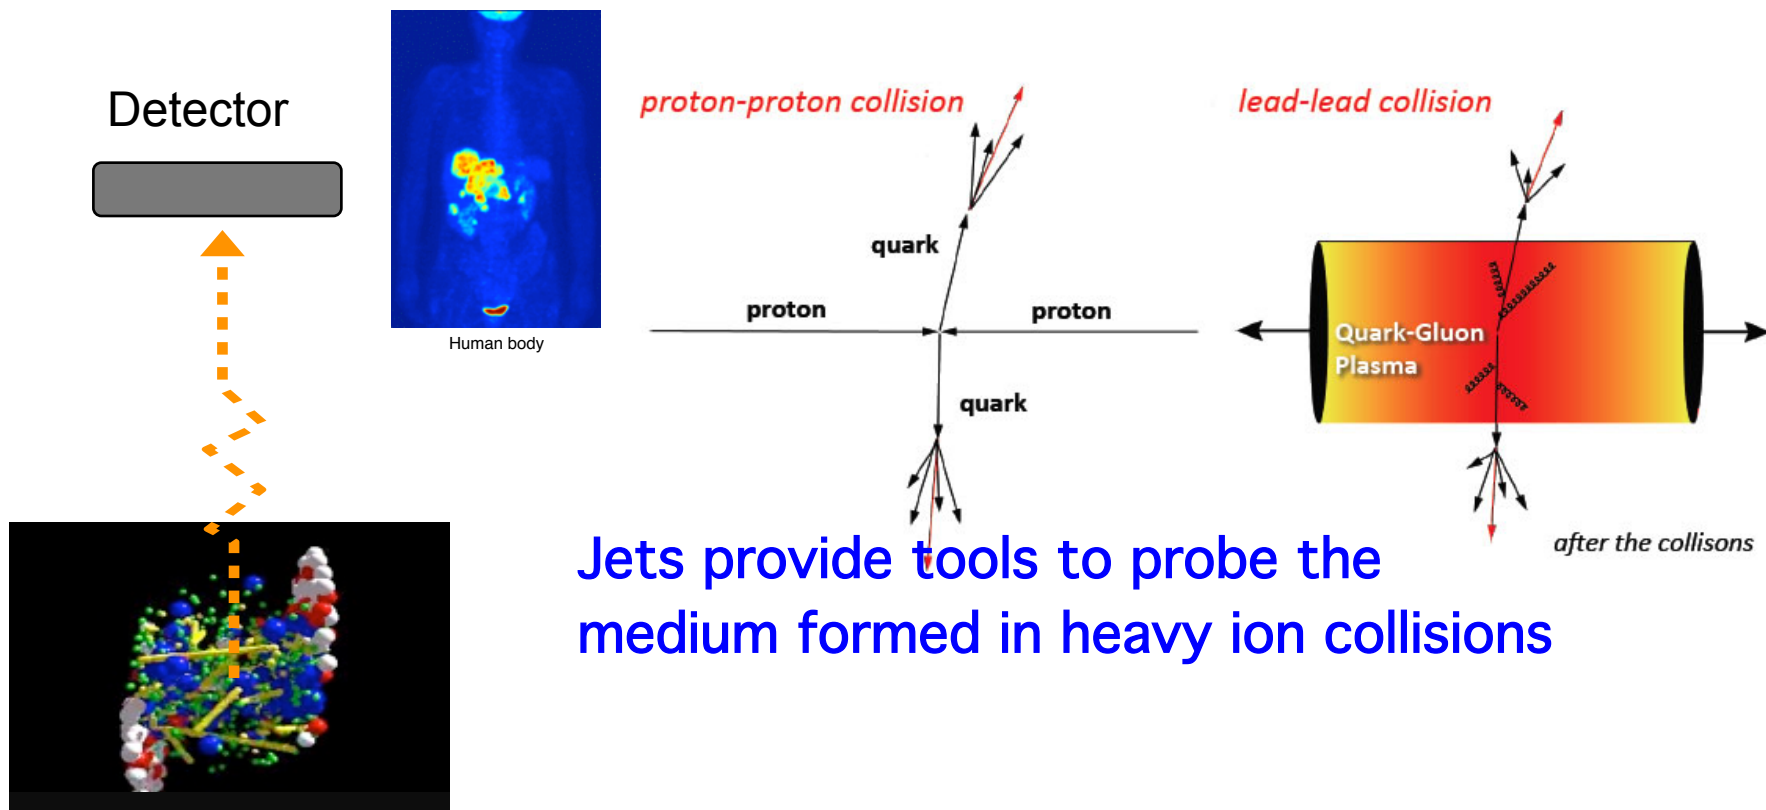 Detector
Human body
proton-proton collision
quark
proton
proton
quark
lead-lead collision
Quark-Gluon
Plasma
after the collisons
Jets provide tools to probe the
medium formed in heavy ion collisions